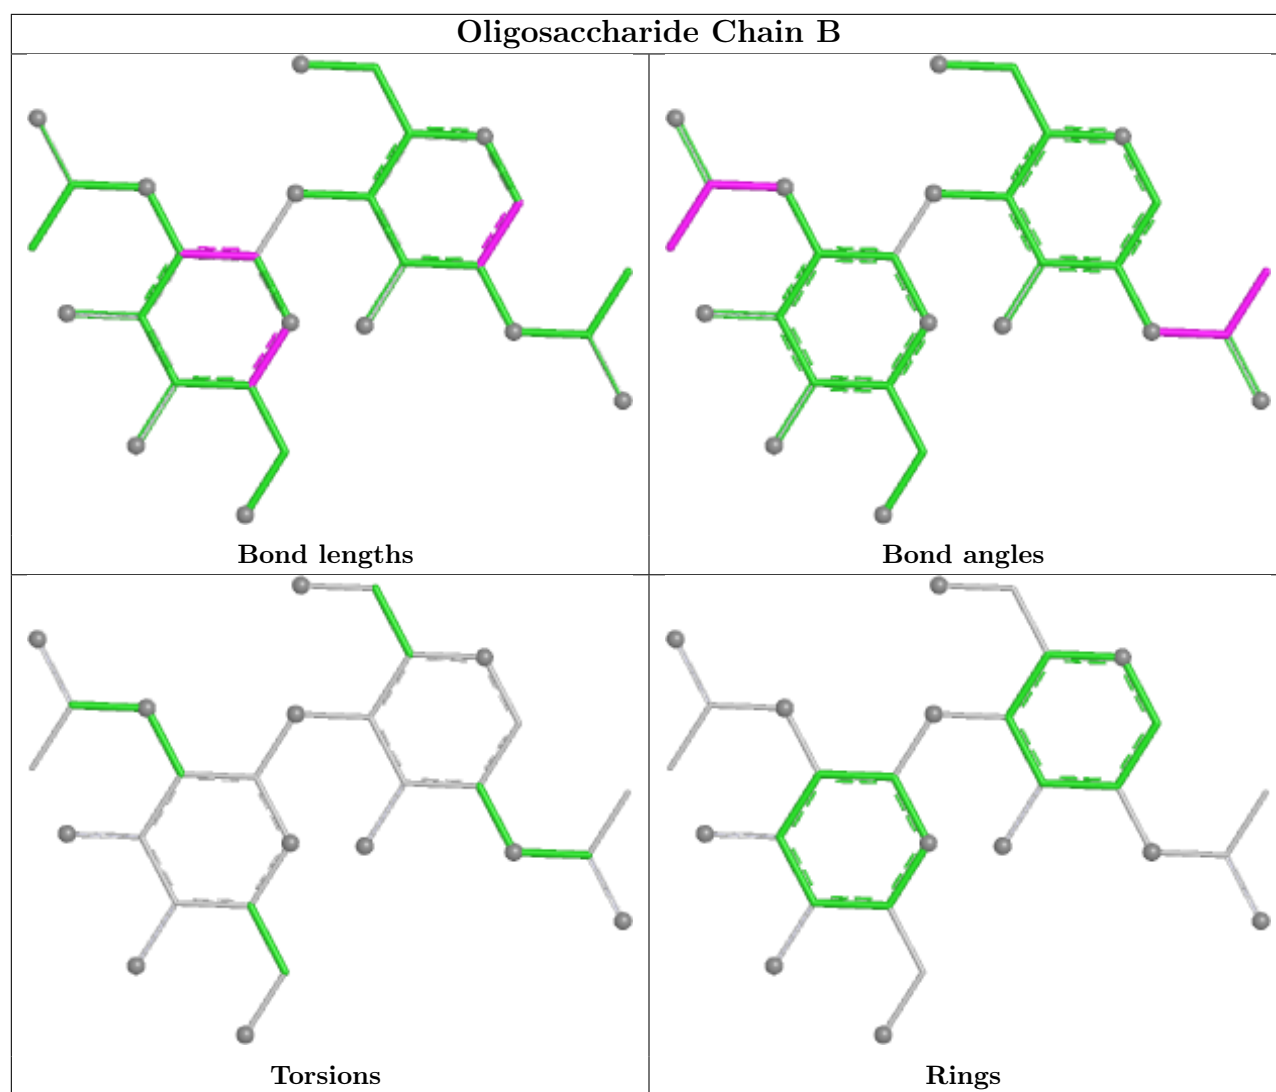 Oligosaccharide Chain B
Bond lengths
Bond angles
Torsions
Rings